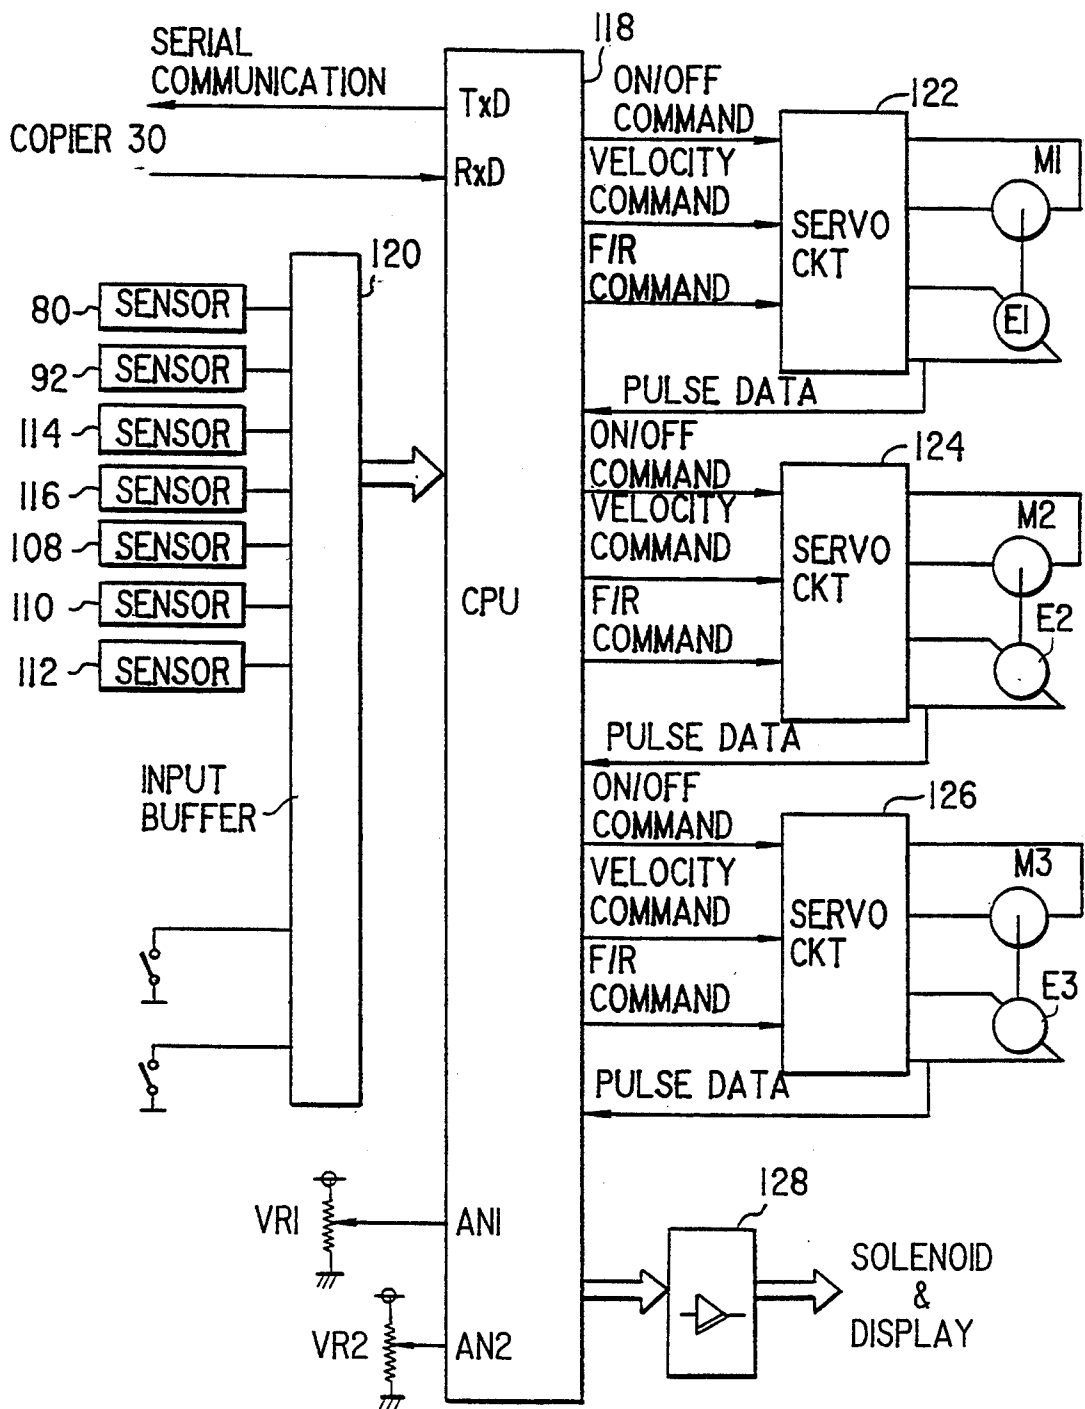 SERIAL
COMMUNICATION
COPIER 30
TxD
RxD
118
ON/OFF
COMMAND
VELOCITY
COMMAND
F/R
COMMAND
122
SERVO
CKT
M1
E1
PULSE DATA
120
80 SENSOR
92 SENSOR
114 SENSOR
116 SENSOR
108 SENSOR
110 SENSOR
112 SENSOR
INPUT
BUFFER
CPU
ON/OFF
COMMAND
VELOCITY
COMMAND
F/R
COMMAND
124
SERVO
CKT
M2
E2
PULSE DATA
ON/OFF
COMMAND
VELOCITY
COMMAND
F/R
COMMAND
126
SERVO
CKT
M3
E3
PULSE DATA
VR1
AN1
VR2
AN2
128
SOLENOID
&
DISPLAY